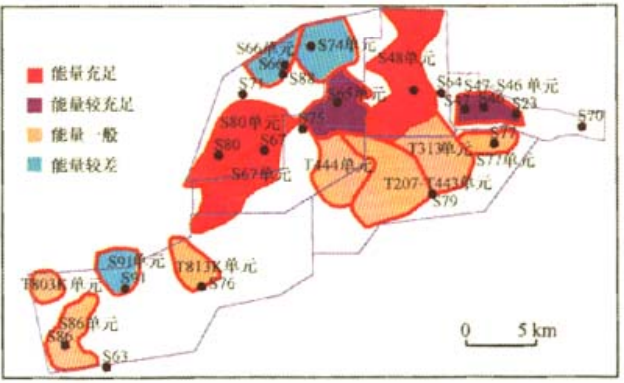 能量充足
能量较充足
能量一般
能量较差
S66单元
S66
S74单元
S88
S71
S48单元
S64
S47-S46单元
S47
S46
S23
S70
S65单元
S75
S80单元
S80
S67
S67单元
T444单元
T313单元
S77
S77单元
T207-T443单元
S79
S91单元
S91
T813K单元
S76
T803K单元
S86单元
S86
S63
0 5 km